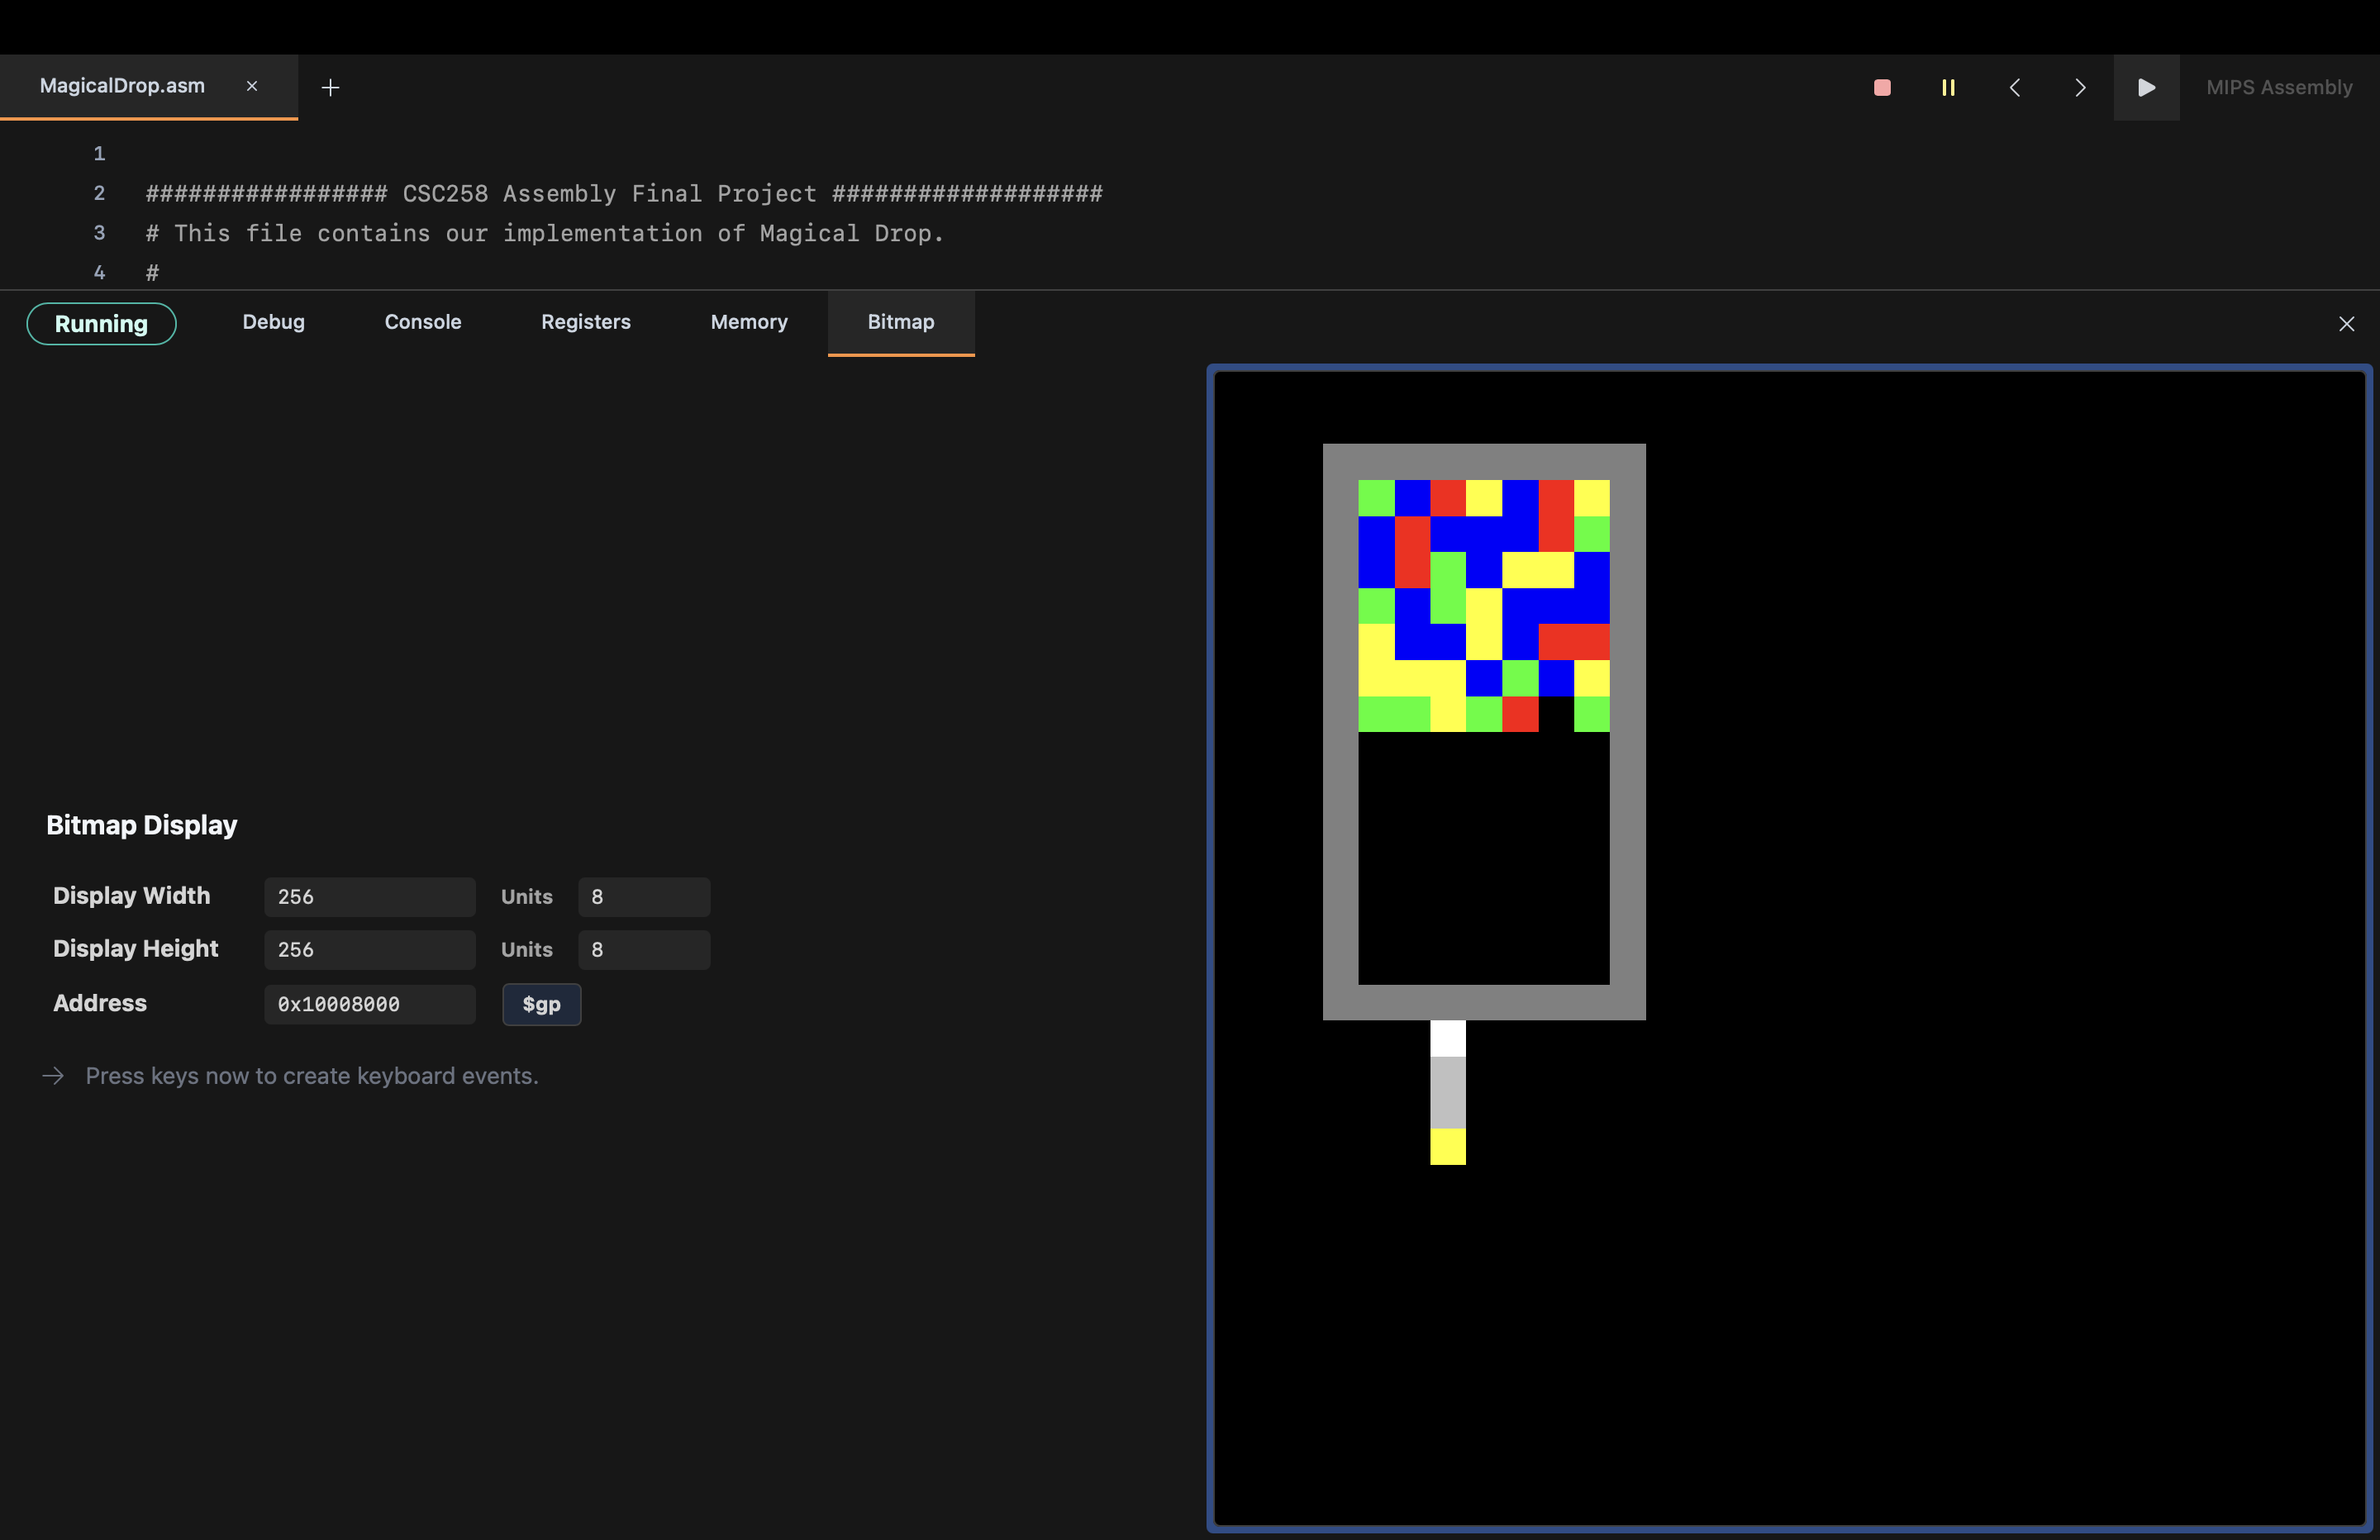 MagicalDrop.asm × +
MIPS Assembly
1
2 ################# CSC258 Assembly Final Project ###################
3 # This file contains our implementation of Magical Drop.
4 #
Running Debug Console Registers Memory Bitmap
Bitmap Display
Display Width 256 Units 8
Display Height 256 Units 8
Address 0x10008000 $gp
→ Press keys now to create keyboard events.